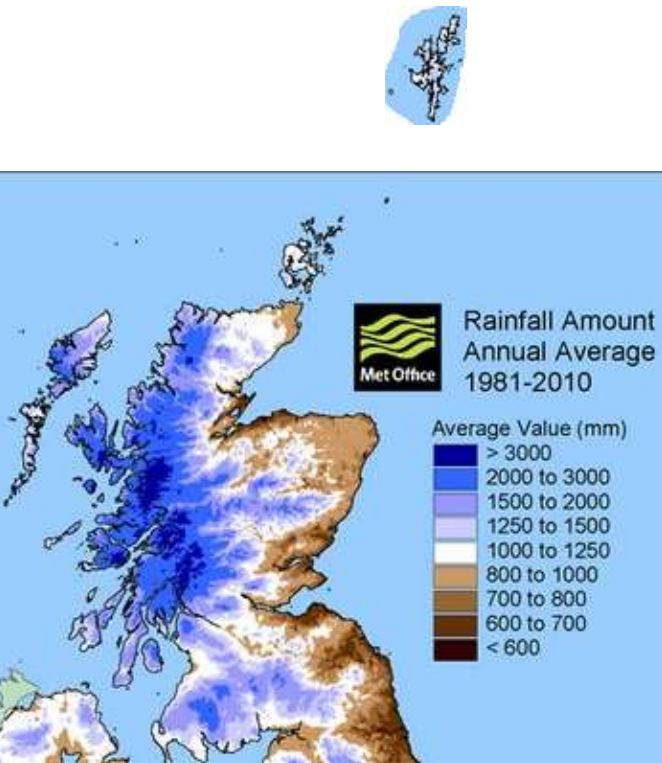 Met Office
Rainfall Amount
Annual Average
1981-2010
Average Value (mm)
> 3000
2000 to 3000
1500 to 2000
1250 to 1500
1000 to 1250
800 to 1000
700 to 800
600 to 700
< 600